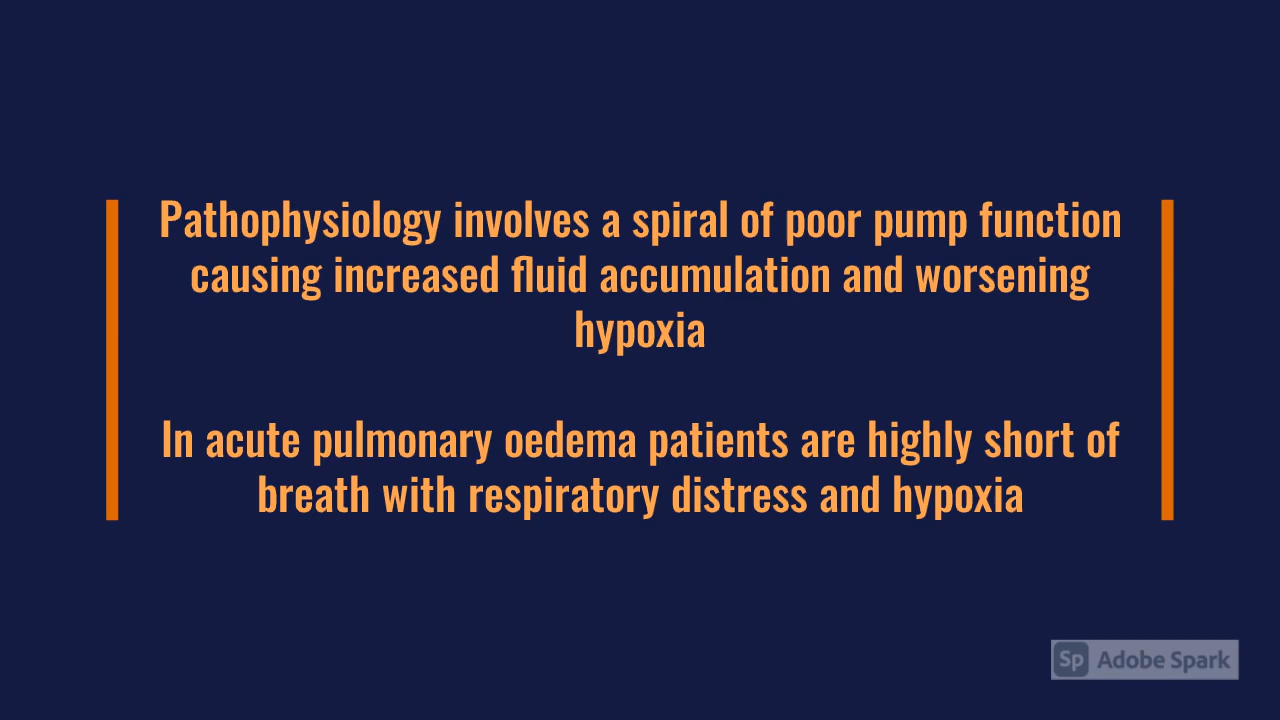 Pathophysiology involves a spiral of poor pump function
causing increased fluid accumulation and worsening
hypoxia
In acute pulmonary oedema patients are highly short of
breath with respiratory distress and hypoxia
Sp Adobe Spark